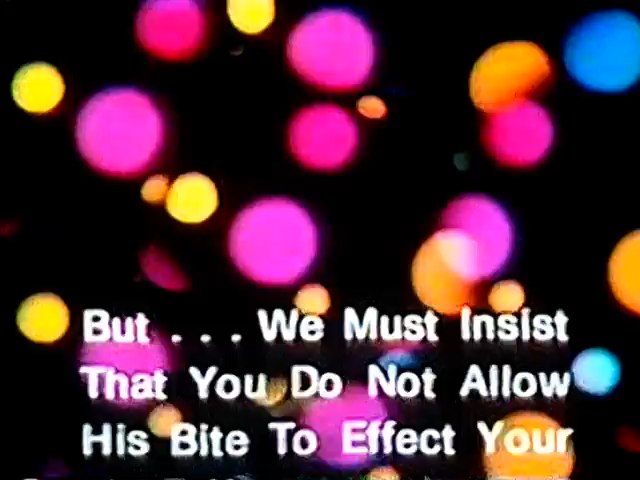 But . . . We Must Insist
That You Do Not Allow
His Bite To Effect Your